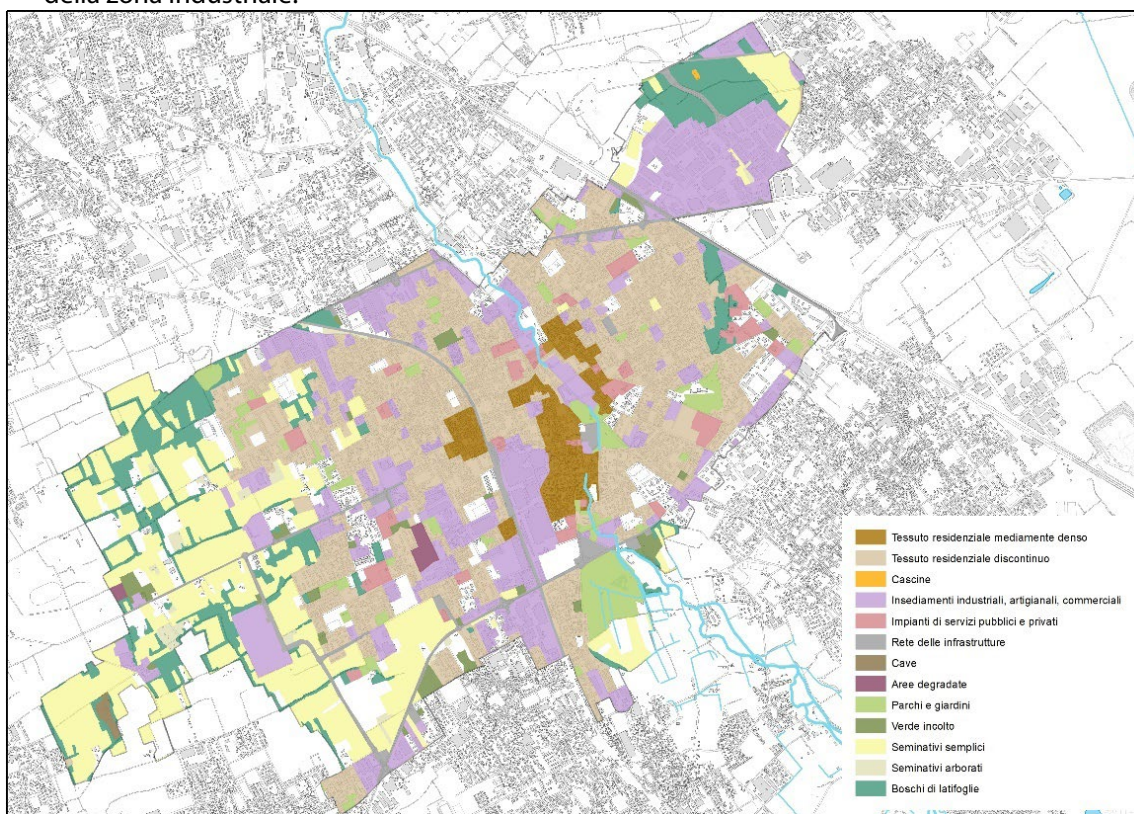 della zona industriale.
Tessuto residenziale mediamente denso
Tessuto residenziale discontinuo
Cascine
Insediamenti industriali, artigianali, commerciali
Impianti di servizi pubblici e privati
Rete delle infrastrutture
Cave
Aree degradate
Parchi e giardini
Verde incolto
Seminativi semplici
Seminativi arborati
Boschi di latifoglie